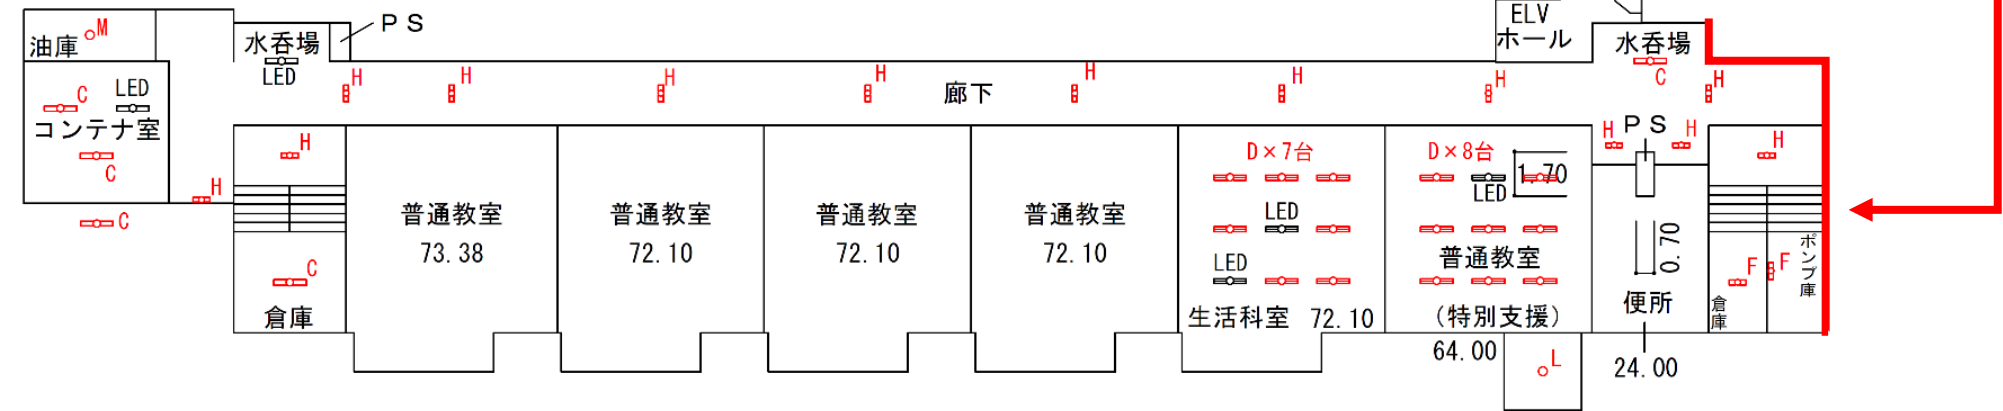 ELV
ホール
PS
油庫
M
水呑場
LED
水呑場
C
H
H
H
H
廊下
H
H
H
H
C
LED
コンテナ室
C
H
C
H
H
PS
H
H
D×7台
D×8台
1.70
LED
LED
LED
普通教室
73.38
普通教室
72.10
普通教室
72.10
普通教室
72.10
生活科室 72.10
普通教室
(特別支援)
64.00
0.70
便所
24.00
C
倉庫
F
倉庫
F
ポンプ庫
L